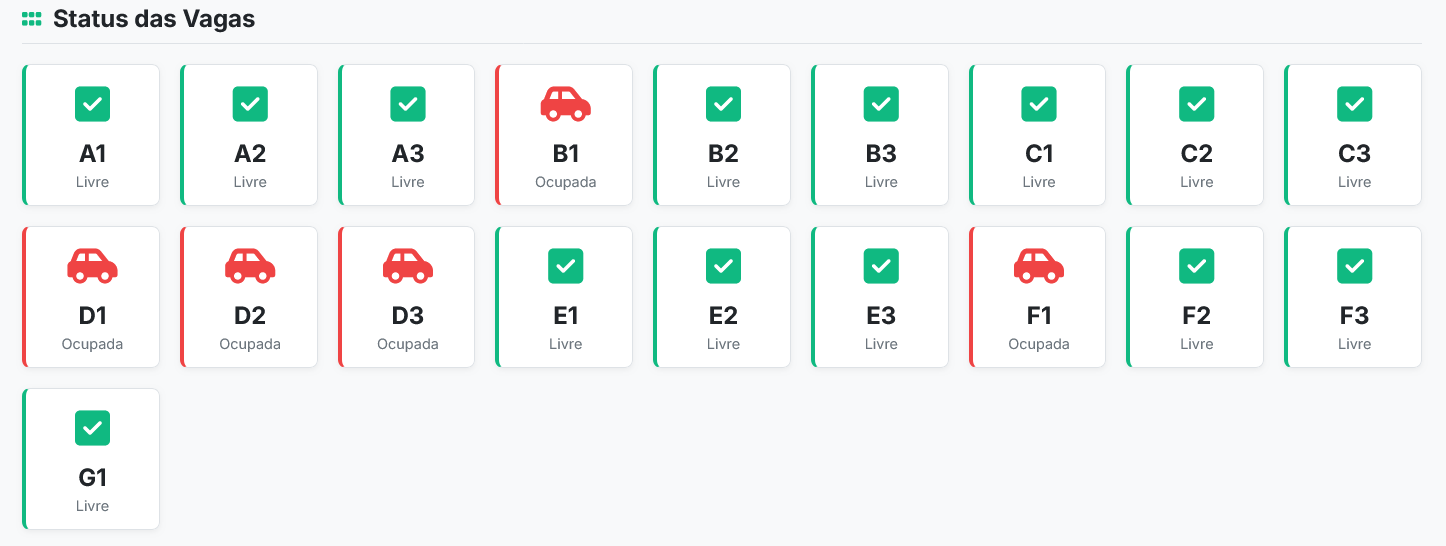 Status das Vagas
A1
Livre
A2
Livre
A3
Livre
B1
Ocupada
B2
Livre
B3
Livre
C1
Livre
C2
Livre
C3
Livre
D1
Ocupada
D2
Ocupada
D3
Ocupada
E1
Livre
E2
Livre
E3
Livre
F1
Ocupada
F2
Livre
F3
Livre
G1
Livre